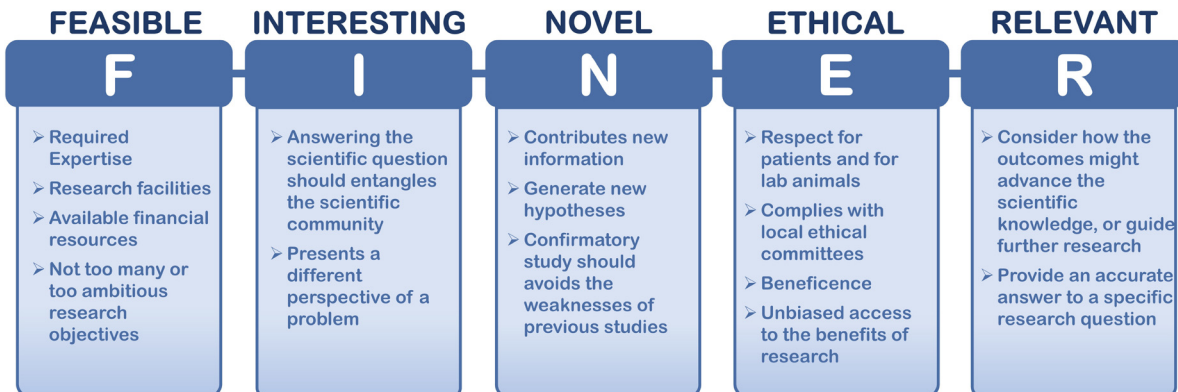 FEASIBLE
F
➢ Required
Expertise
➢ Research facilities
➢ Available financial
resources
➢ Not too many or
too ambitious
research
objectives
INTERESTING
I
➢ Answering the
scientific question
should entangles
the scientific
community
➢ Presents a
different
perspective of a
problem
NOVEL
N
➢ Contributes new
information
➢ Generate new
hypotheses
➢ Confirmatory
study should
avoids the
weaknesses of
previous studies
ETHICAL
E
➢ Respect for
patients and for
lab animals
➢ Complies with
local ethical
committees
➢ Beneficence
➢ Unbiased access
to the benefits of
research
RELEVANT
R
➢ Consider how the
outcomes might
advance the
scientific
knowledge, or guide
further research
➢ Provide an accurate
answer to a specific
research question